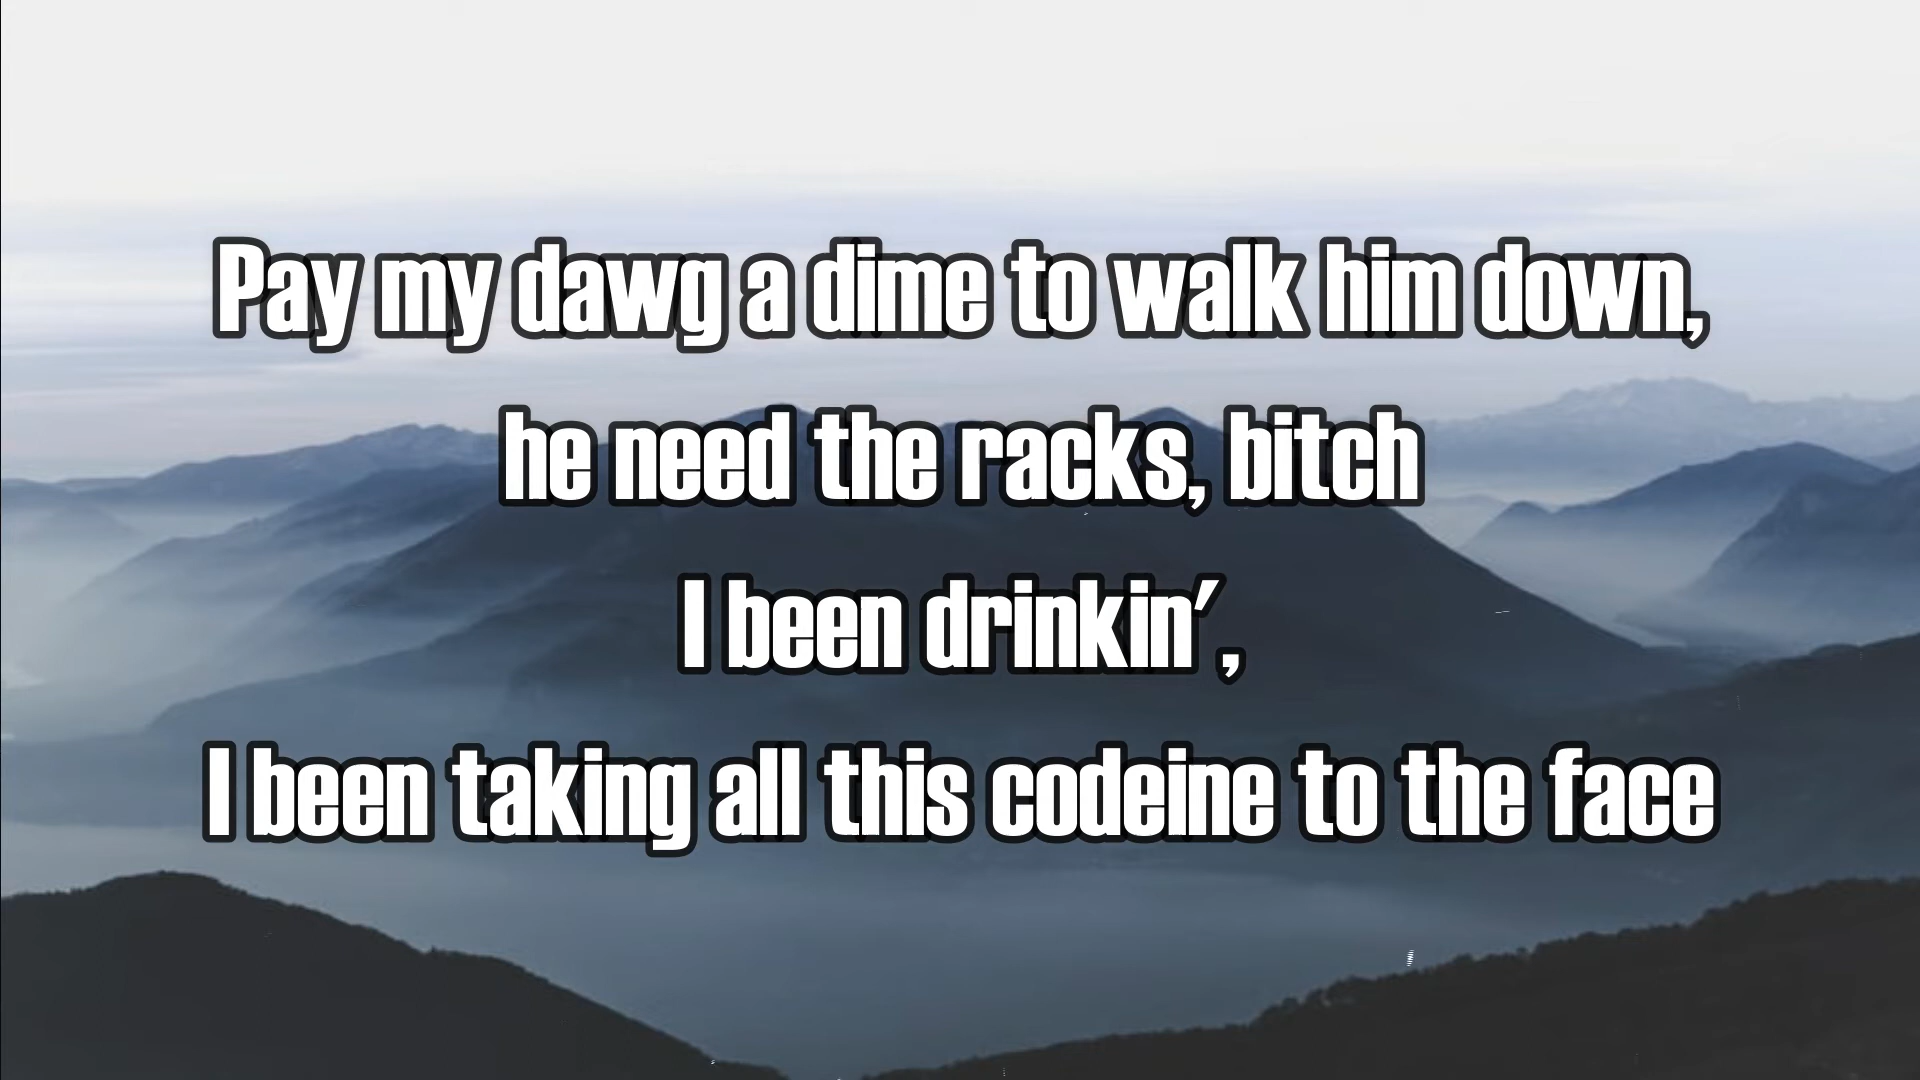 Pay my dawg a dime to walk him down,
he need the racks, bitch
I been drinkin',
I been taking all this codeine to the face